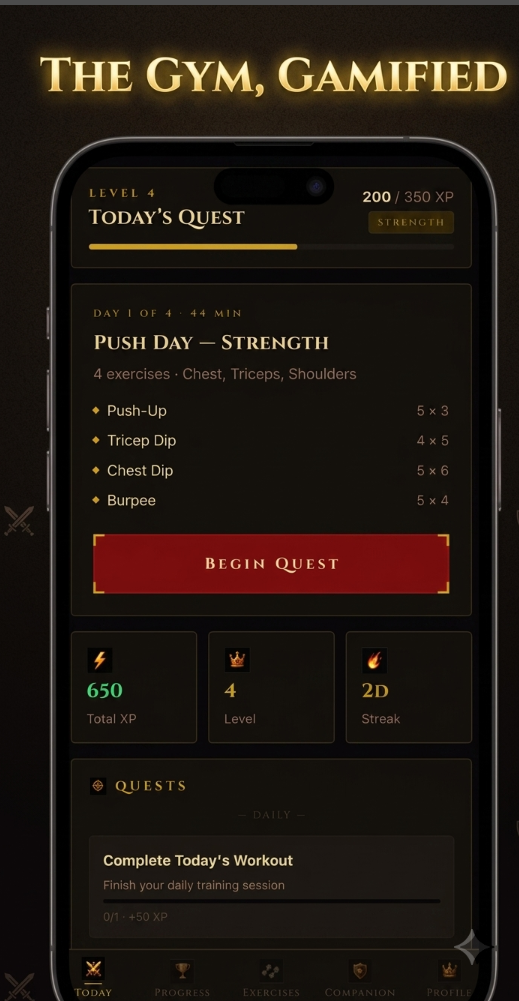 THE GYM, GAMIFIED
LEVEL 4
TODAY'S QUEST
200 / 350 XP
STRENGTH
DAY 1 OF 4 · 44 MIN
PUSH DAY — STRENGTH
4 exercises · Chest, Triceps, Shoulders
Push-Up 5 × 3
Tricep Dip 4 × 5
Chest Dip 5 × 6
Burpee 5 × 4
BEGIN QUEST
650 4 2D
Total XP Level Streak
QUESTS
— DAILY —
Complete Today's Workout
Finish your daily training session
0/1 · +50 XP
TODAY PROGRESS EXERCISES COMPANION PROFILE